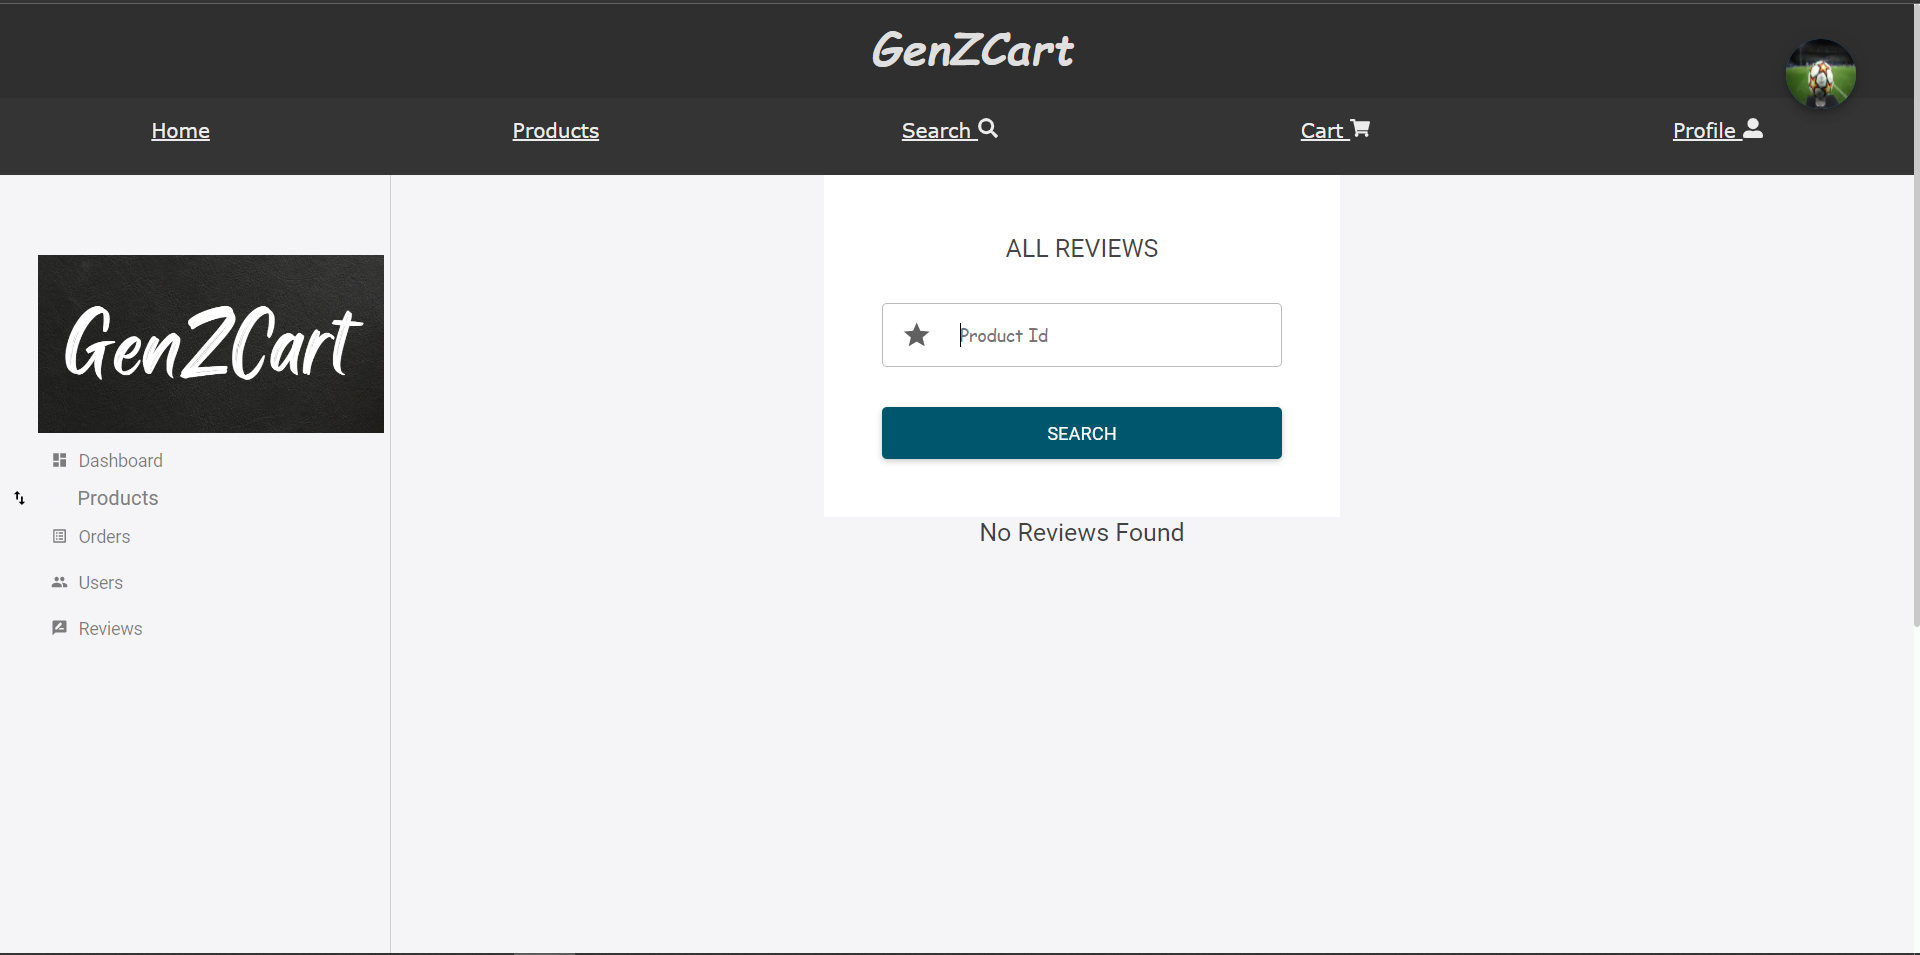 GenZCart
Home
Products
Search
Cart
Profile
GenZCart
Dashboard
Products
Orders
Users
Reviews
ALL REVIEWS
Product Id
SEARCH
No Reviews Found